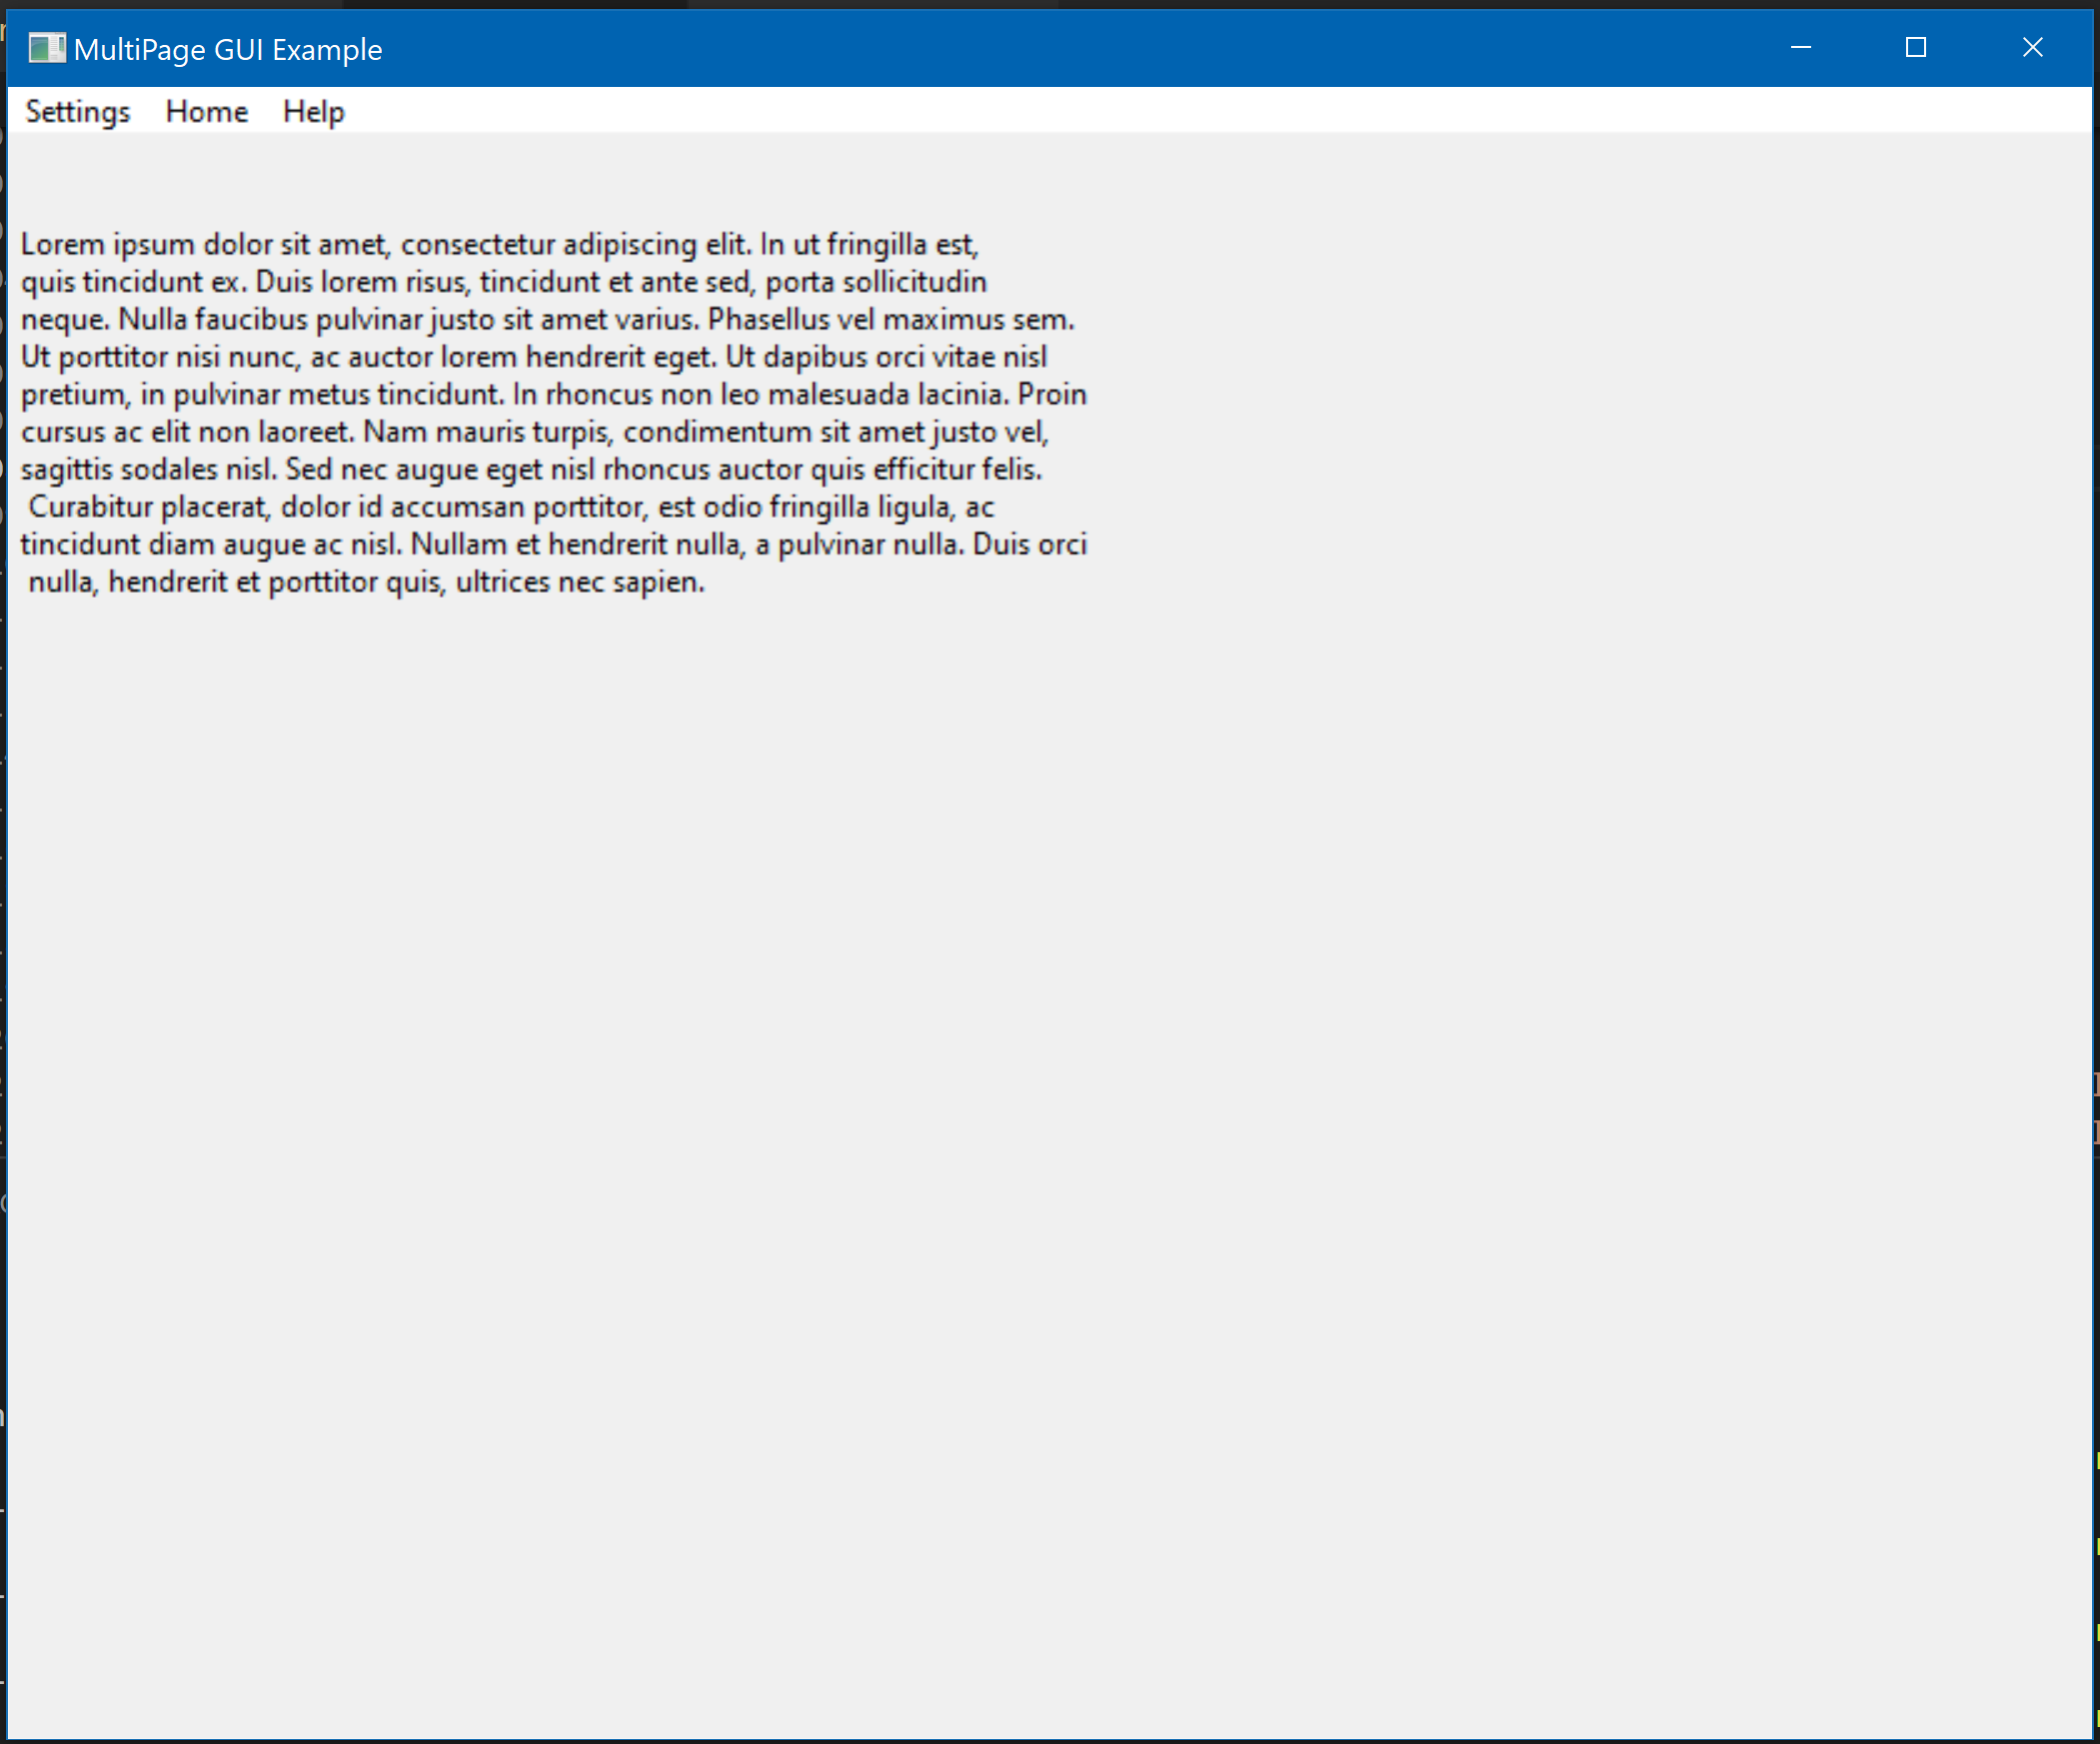 MultiPage GUI Example
Settings Home Help
Lorem ipsum dolor sit amet, consectetur adipiscing elit. In ut fringilla est,
quis tincidunt ex. Duis lorem risus, tincidunt et ante sed, porta sollicitudin
neque. Nulla faucibus pulvinar justo sit amet varius. Phasellus vel maximus sem.
Ut porttitor nisi nunc, ac auctor lorem hendrerit eget. Ut dapibus orci vitae nisl
pretium, in pulvinar metus tincidunt. In rhoncus non leo malesuada lacinia. Proin
cursus ac elit non laoreet. Nam mauris turpis, condimentum sit amet justo vel,
sagittis sodales nisl. Sed nec augue eget nisl rhoncus auctor quis efficitur felis.
Curabitur placerat, dolor id accumsan porttitor, est odio fringilla ligula, ac
tincidunt diam augue ac nisl. Nullam et hendrerit nulla, a pulvinar nulla. Duis orci
nulla, hendrerit et porttitor quis, ultrices nec sapien.